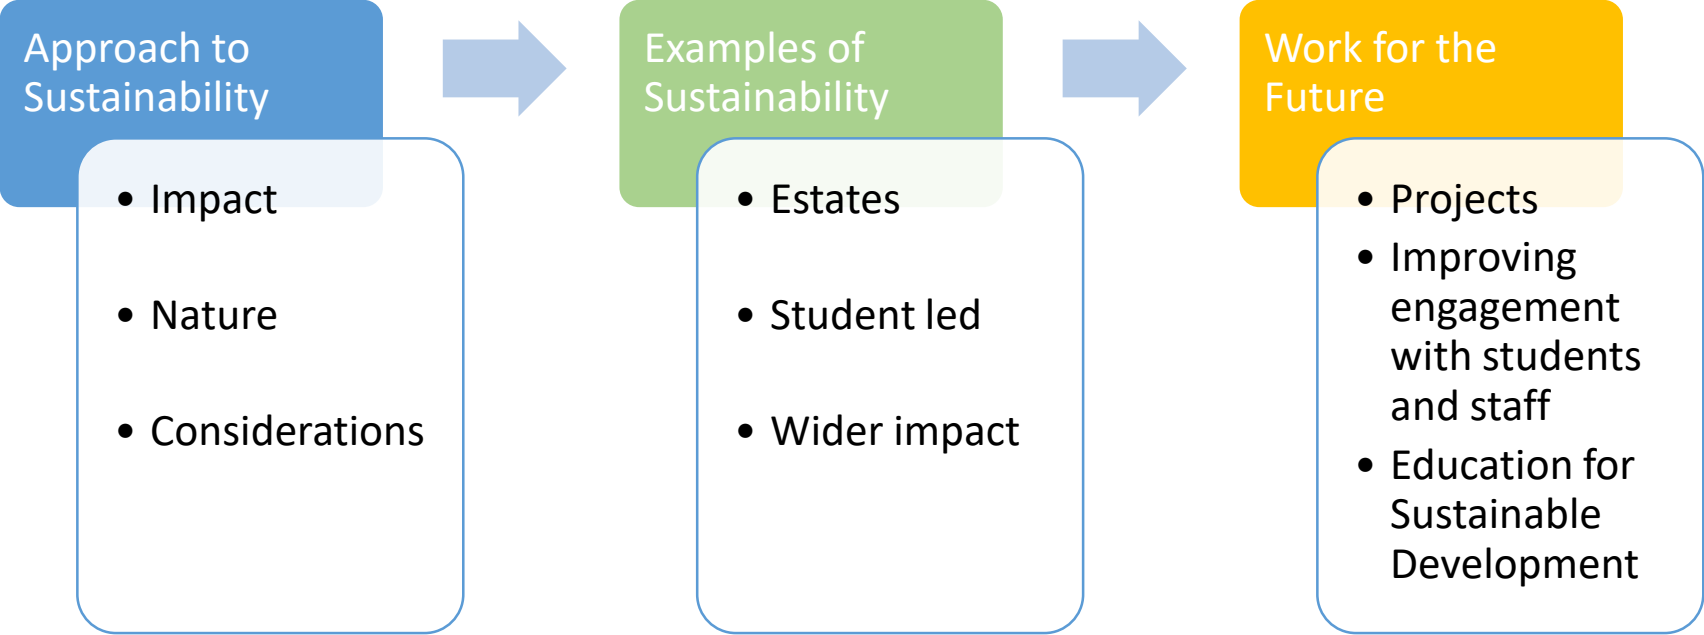 Approach to
Sustainability
• Impact
• Nature
• Considerations
Examples of
Sustainability
• Estates
• Student led
• Wider impact
Work for the
Future
• Projects
• Improving
engagement
with students
and staff
• Education for
Sustainable
Development